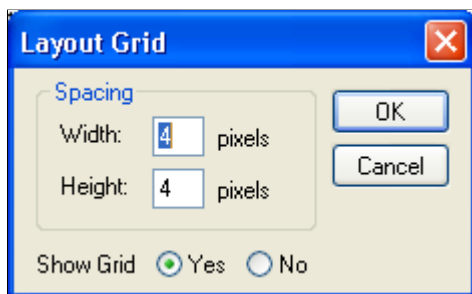 Layout Grid
Spacing
Width: 4 pixels
Height: 4 pixels
OK
Cancel
Show Grid Yes No